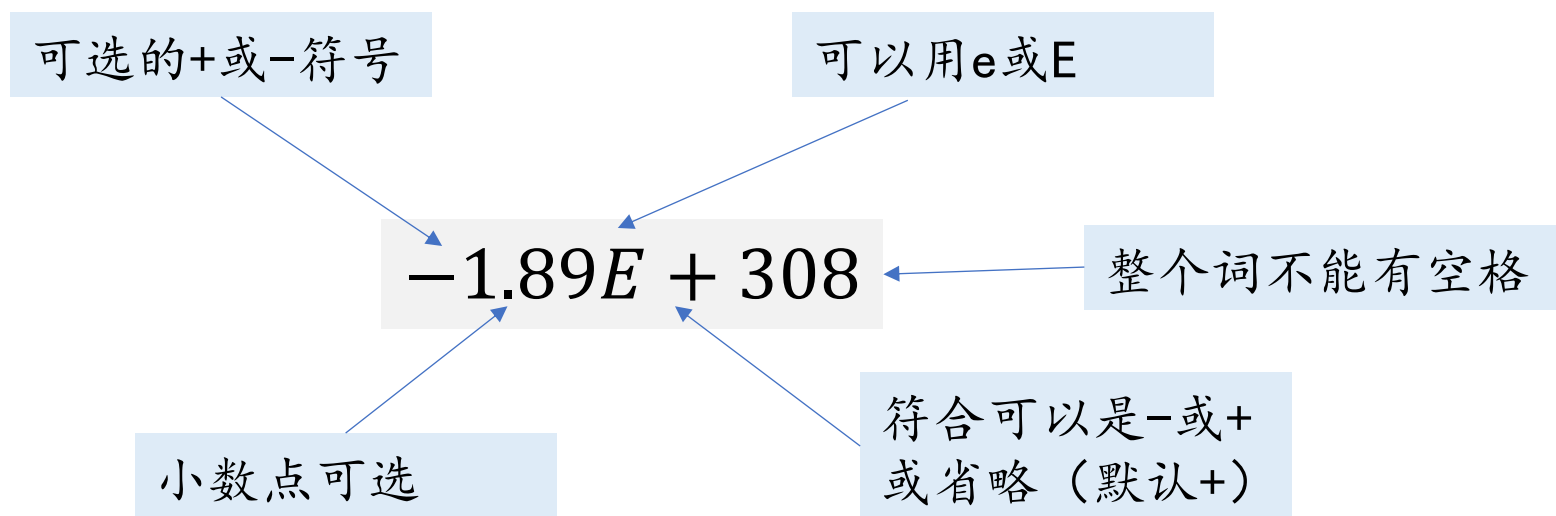 可选的+或-符号
可以用e或E
-1.89E + 308
整个词不能有空格
小数点可选
符合可以是-或+
或省略（默认+）